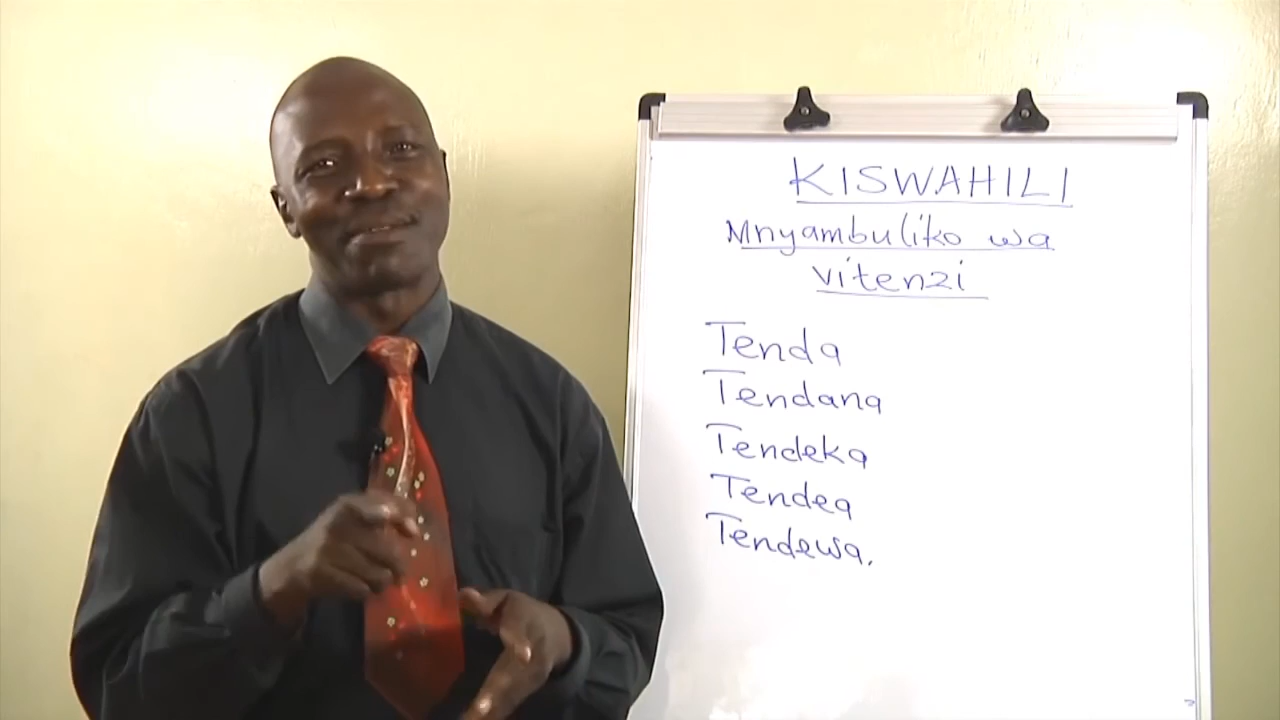 KISWAHILI
Mnyambuliko wa
vitenzi
Tenda
Tendana
Tendeka
Tendea
Tendewa.